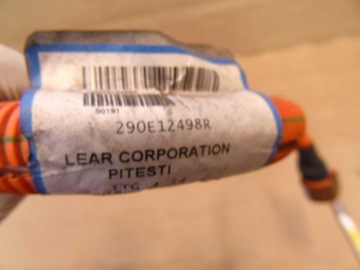 00181
290E12498R
LEAR CORPORATION
PITESTI